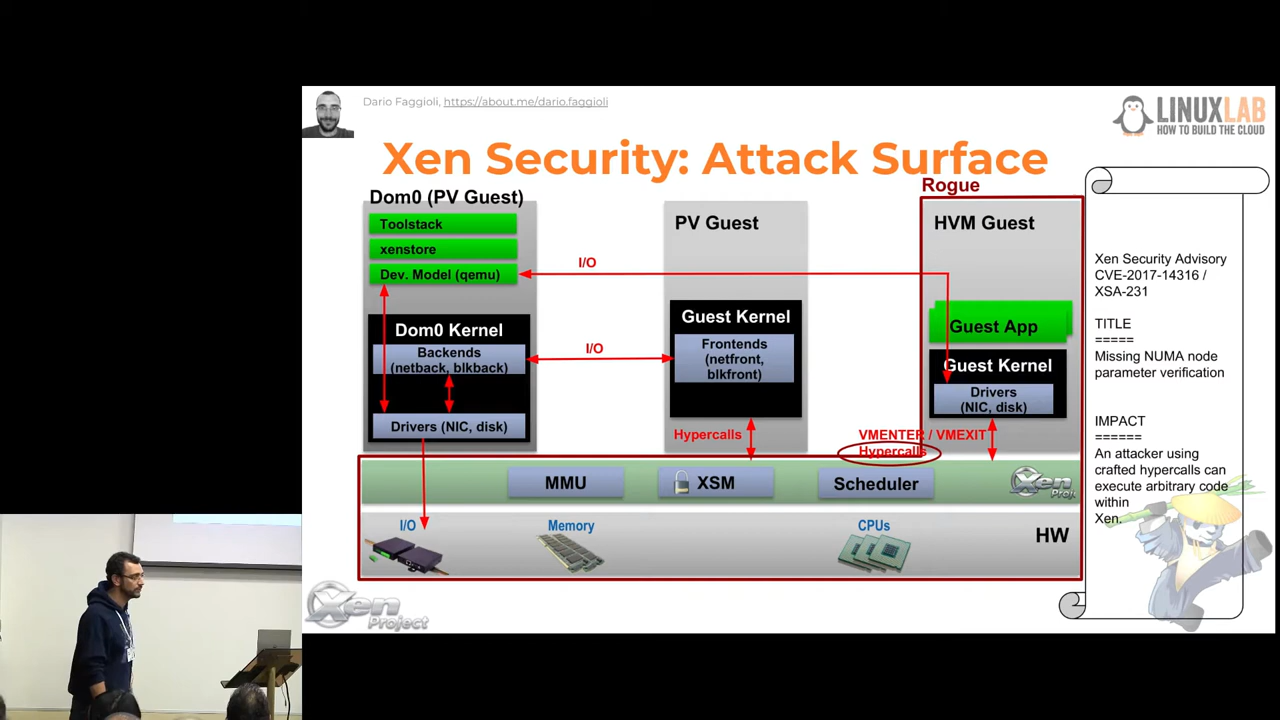 Dario Faggioli, https://about.me/dario.faggioli
LINUXLAB
HOW TO BUILD THE CLOUD
Xen Security: Attack Surface
Dom0 (PV Guest)
Toolstack
xenstore
Dev. Model (qemu)
Dom0 Kernel
Backends
(netback, blkback)
Drivers (NIC, disk)
I/O
I/O
PV Guest
Guest Kernel
Frontends
(netfront,
blkfront)
Hypercalls
Rogue
HVM Guest
Guest App
Guest Kernel
Drivers
(NIC, disk)
VMENTER / VMEXIT
Hypercalls
MMU
XSM
Scheduler
Xen
Proj
I/O
Memory
CPUs
HW
Xen Security Advisory
CVE-2017-14316 /
XSA-231
TITLE
=====
Missing NUMA node
parameter verification
IMPACT
======
An attacker using
crafted hypercalls can
execute arbitrary code
within
Xen.
Xen
Project